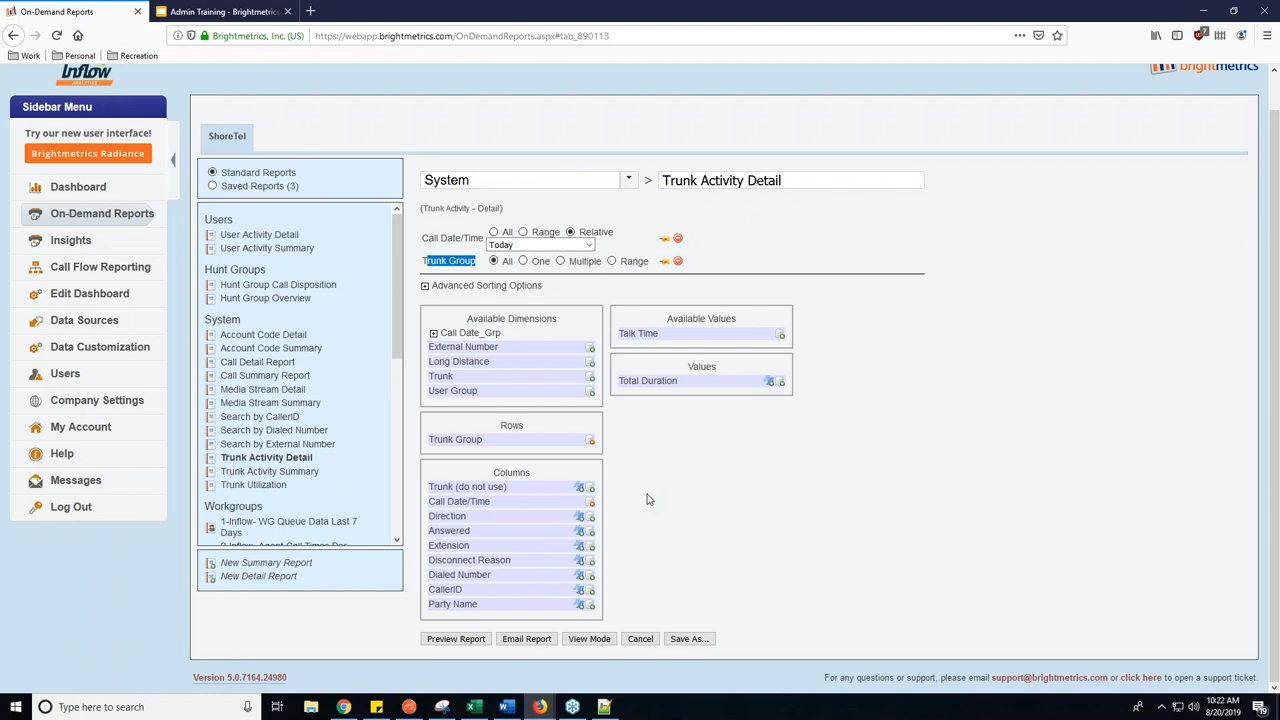 On-Demand Reports
Admin Training - Brightmetrics
Brightmetrics, Inc. (US)
https://webapp.brightmetrics.com/OnDemandReports.aspx#tab_890113
Work
Personal
Recreation
Inflow
brightmetrics
Sidebar Menu
Try our new user interface!
Brightmetrics Radiance
Dashboard
On-Demand Reports
Insights
Call Flow Reporting
Edit Dashboard
Data Sources
Data Customization
Users
Company Settings
My Account
Help
Messages
Log Out
ShoreTel
Standard Reports
Saved Reports (3)
Users
User Activity Detail
User Activity Summary
Hunt Groups
Hunt Group Call Disposition
Hunt Group Overview
System
Account Code Detail
Account Code Summary
Call Detail Report
Call Summary Report
Media Stream Detail
Media Stream Summary
Search by CallerID
Search by Dialed Number
Search by External Number
Trunk Activity Detail
Trunk Activity Summary
Trunk Utilization
Workgroups
1-Inflow- WG Queue Data Last 7
Days
New Summary Report
New Detail Report
System > Trunk Activity Detail
(Trunk Activity - Detail)
Call Date/Time All Range Relative
Today
Trunk Group All One Multiple Range
Advanced Sorting Options
Available Dimensions
Call Date_Grp
External Number
Long Distance
Trunk
User Group
Rows
Trunk Group
Columns
Trunk (do not use)
Call Date/Time
Direction
Answered
Extension
Disconnect Reason
Dialed Number
CallerID
Party Name
Available Values
Talk Time
Values
Total Duration
Preview Report Email Report View Mode Cancel Save As...
Version 5.0.7164.24980
For any questions or support, please email support@brightmetrics.com or click here to open a support ticket.
Type here to search
10:22 AM
8/20/2019